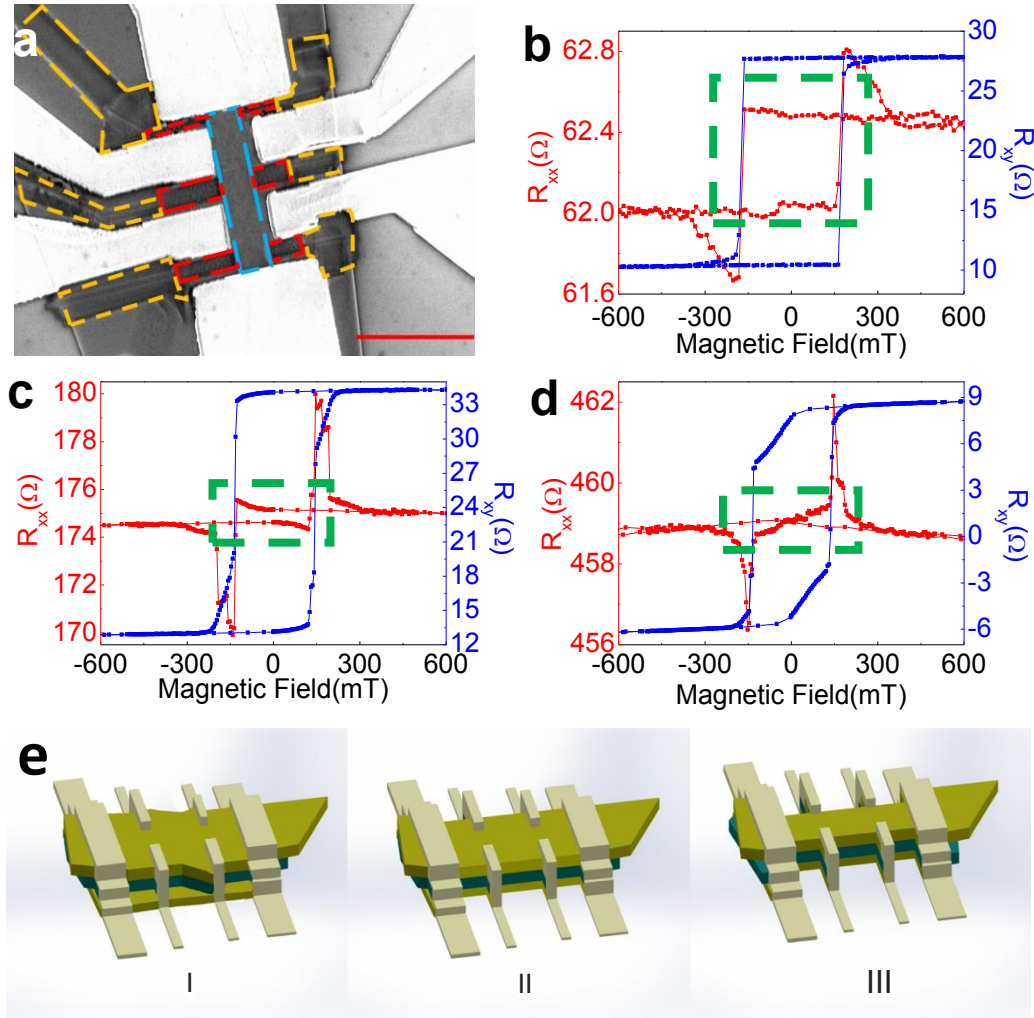 a
b
62.8
62.4
62.0
61.6
Rxx(Ω)
30
25
20
15
10
Rxy(Ω)
-600 -300 0 300 600
Magnetic Field(mT)
c
180
178
176
174
172
170
Rxx(Ω)
33
30
27
24
21
18
15
12
Rxy(Ω)
-600 -300 0 300 600
Magnetic Field(mT)
d
462
460
458
456
Rxx(Ω)
9
6
3
0
-3
-6
Rxy(Ω)
-600 -300 0 300 600
Magnetic Field(mT)
e
I II III